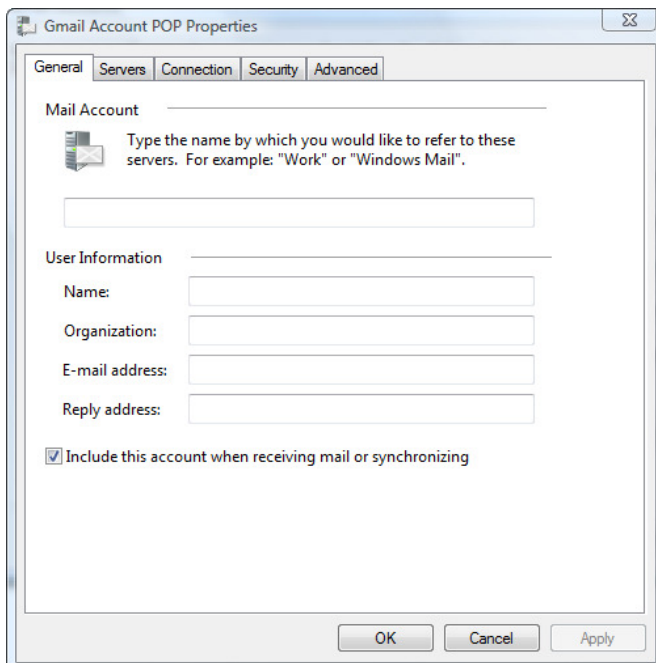 Gmail Account POP Properties
General Servers Connection Security Advanced
Mail Account
Type the name by which you would like to refer to these
servers. For example: "Work" or "Windows Mail".
User Information
Name:
Organization:
E-mail address:
Reply address:
Include this account when receiving mail or synchronizing
OK Cancel Apply